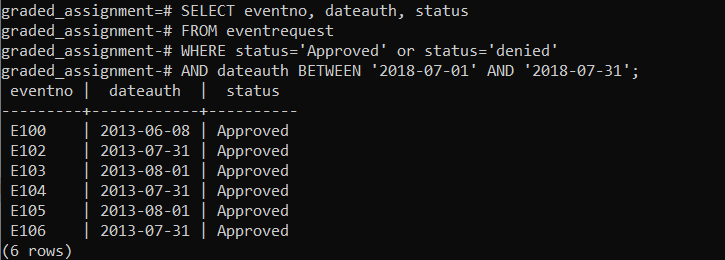 graded_assignment=# SELECT eventno, dateauth, status
graded_assignment-# FROM eventrequest
graded_assignment-# WHERE status='Approved' or status='denied'
graded_assignment-# AND dateauth BETWEEN '2018-07-01' AND '2018-07-31';
 eventno |  dateauth  |  status
---------+------------+----------
 E100    | 2013-06-08 | Approved
 E102    | 2013-07-31 | Approved
 E103    | 2013-08-01 | Approved
 E104    | 2013-07-31 | Approved
 E105    | 2013-08-01 | Approved
 E106    | 2013-07-31 | Approved
(6 rows)